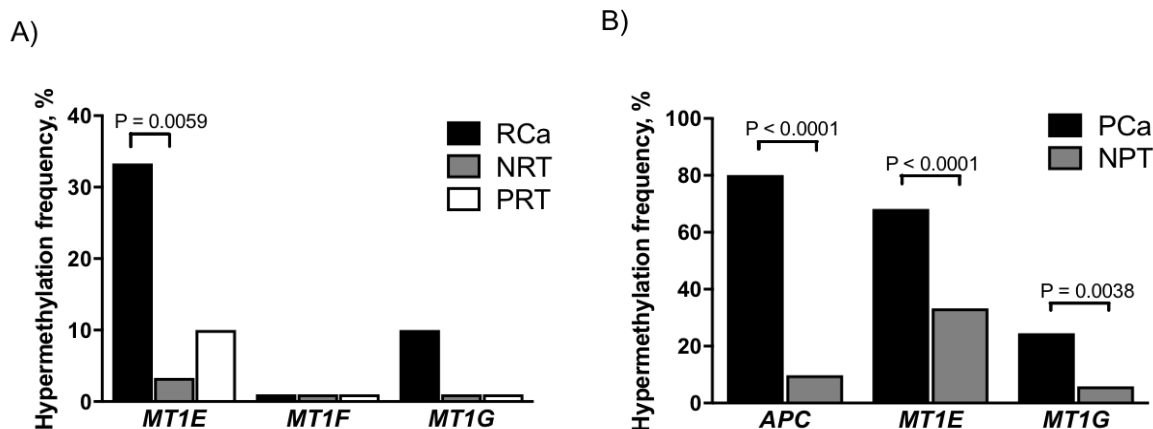 A)
Hypermethylation frequency, %
40
30
20
10
0
P = 0.0059
RCa
NRT
PRT
MT1E
MT1F
MT1G
B)
Hypermethylation frequency, %
100
80
60
40
20
0
P < 0.0001
P < 0.0001
P = 0.0038
PCa
NPT
APC
MT1E
MT1G